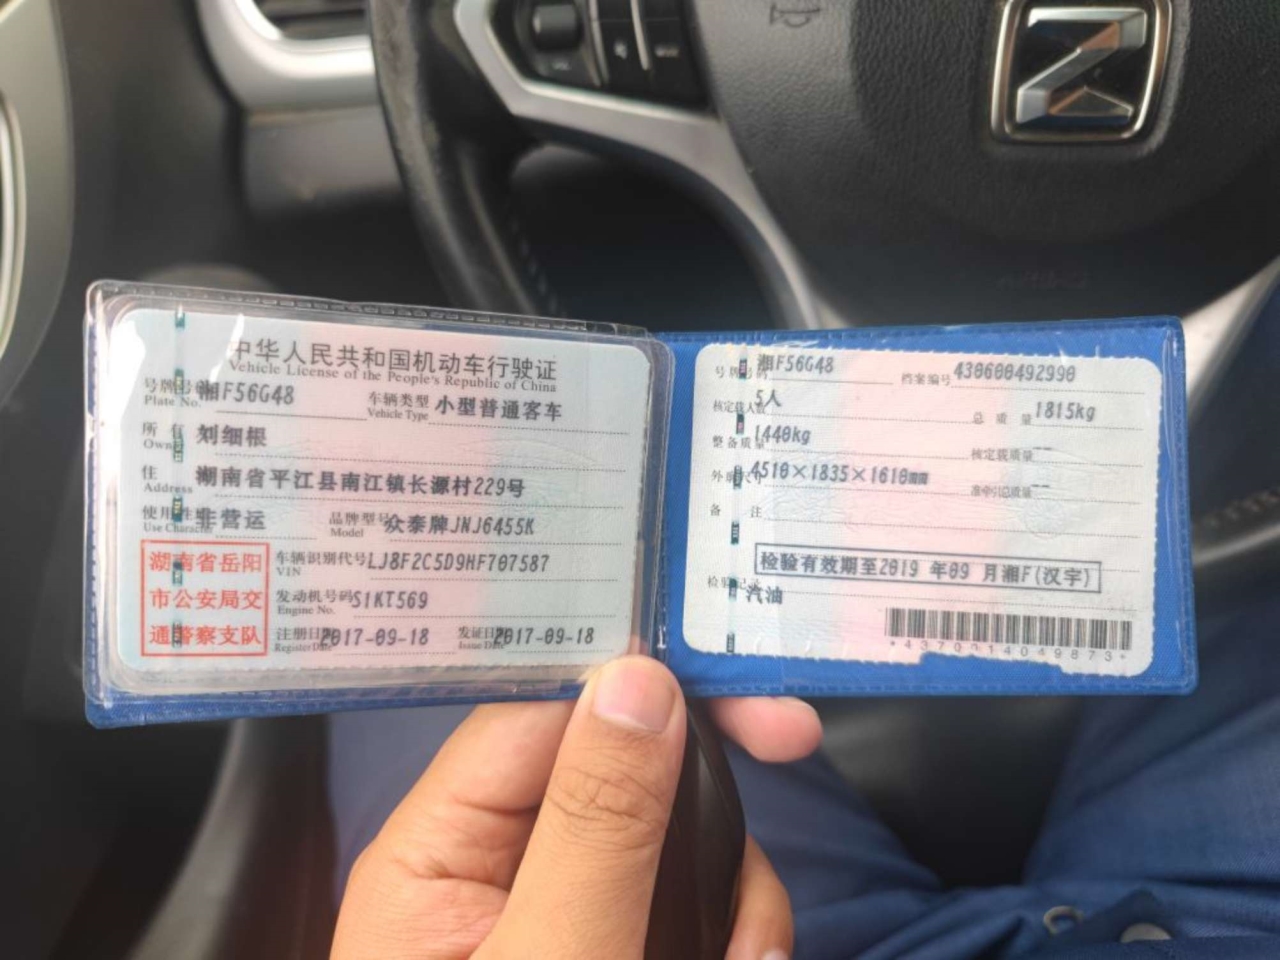 中华人民共和国机动车行驶证
Vehicle License of the People's Republic of China
号牌号码 湘F56G48 车辆类型 小型普通客车
Plate No. Vehicle Type
所有 刘细根
Owner
住 湖南省平江县南江镇长源村229号
Address
使用性 非营运 品牌型号 众泰牌JNJ6455K
Use Character Model
湖南省岳阳
市公安局交
通警察支队
车辆识别代号 LJ8F2C5D9HF707587
VIN
发动机号码 S1KT569
Engine No.
注册日期 2017-09-18 发证日期 2017-09-18
Register Date Issue Date
号牌号码 湘F56G48 档案编号 430600492990
核定载人数 5人 总质量 1815kg
整备质量 1440kg 核定载质量 --
外廓尺寸 4510×1835×1610mm 准牵引总质量 --
备注
检验有效期至2019年09月湘F(汉字)
检验记录 汽油
*4370014049873*